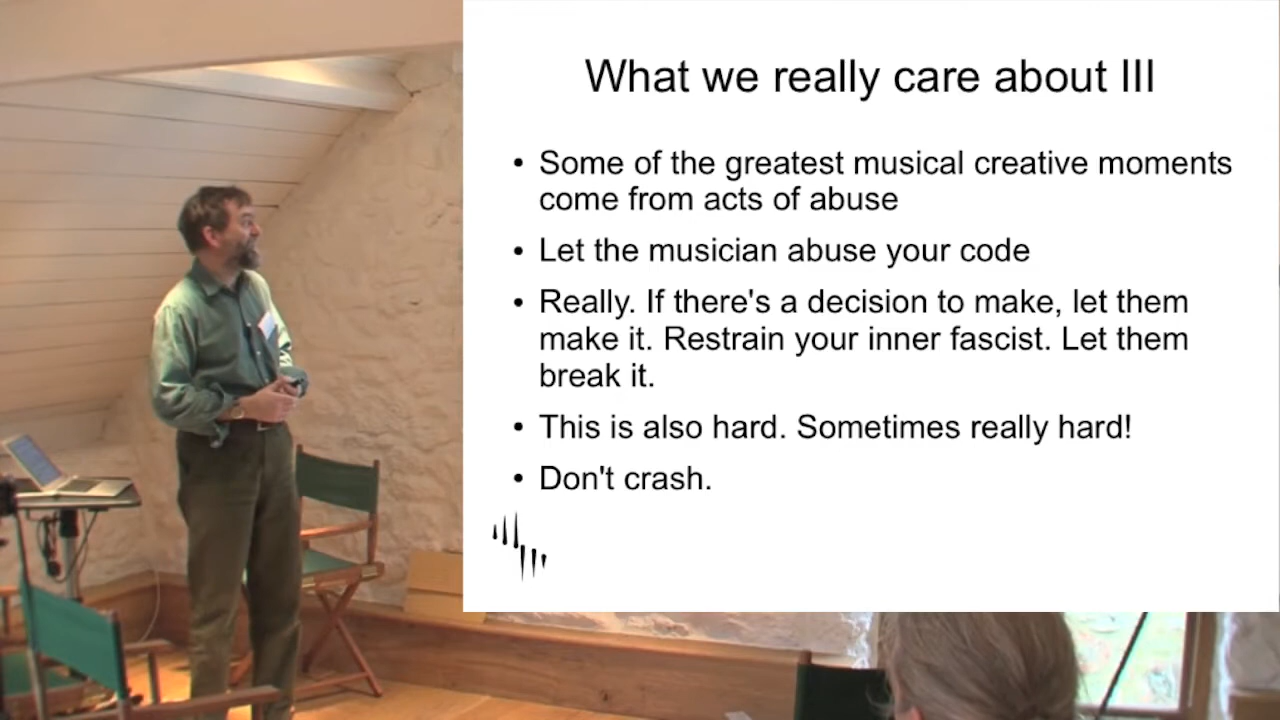 What we really care about III
• Some of the greatest musical creative moments
come from acts of abuse
• Let the musician abuse your code
• Really. If there's a decision to make, let them
make it. Restrain your inner fascist. Let them
break it.
• This is also hard. Sometimes really hard!
• Don't crash.